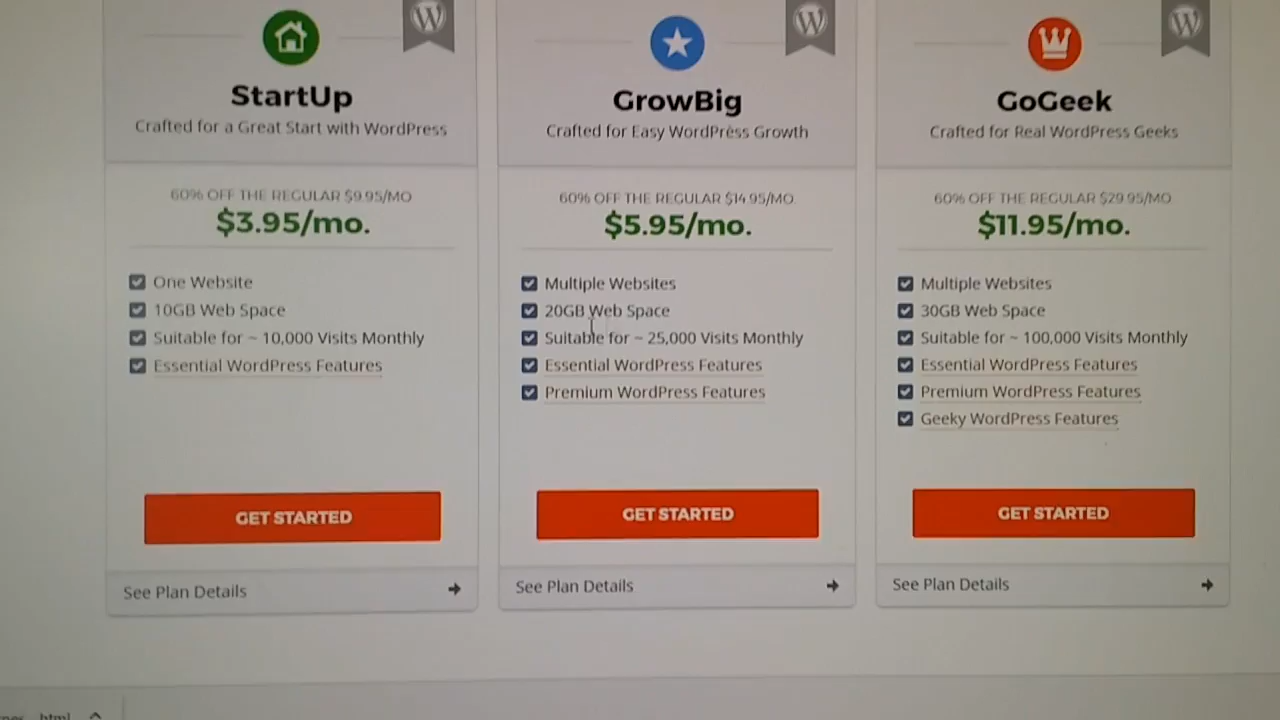 StartUp
Crafted for a Great Start with WordPress
60% OFF THE REGULAR $9.95/MO
$3.95/mo.
One Website
10GB Web Space
Suitable for ~ 10,000 Visits Monthly
Essential WordPress Features
GET STARTED
See Plan Details
GrowBig
Crafted for Easy WordPress Growth
60% OFF THE REGULAR $14.95/MO
$5.95/mo.
Multiple Websites
20GB Web Space
Suitable for ~ 25,000 Visits Monthly
Essential WordPress Features
Premium WordPress Features
GET STARTED
See Plan Details
GoGeek
Crafted for Real WordPress Geeks
60% OFF THE REGULAR $29.95/MO
$11.95/mo.
Multiple Websites
30GB Web Space
Suitable for ~ 100,000 Visits Monthly
Essential WordPress Features
Premium WordPress Features
Geeky WordPress Features
GET STARTED
See Plan Details